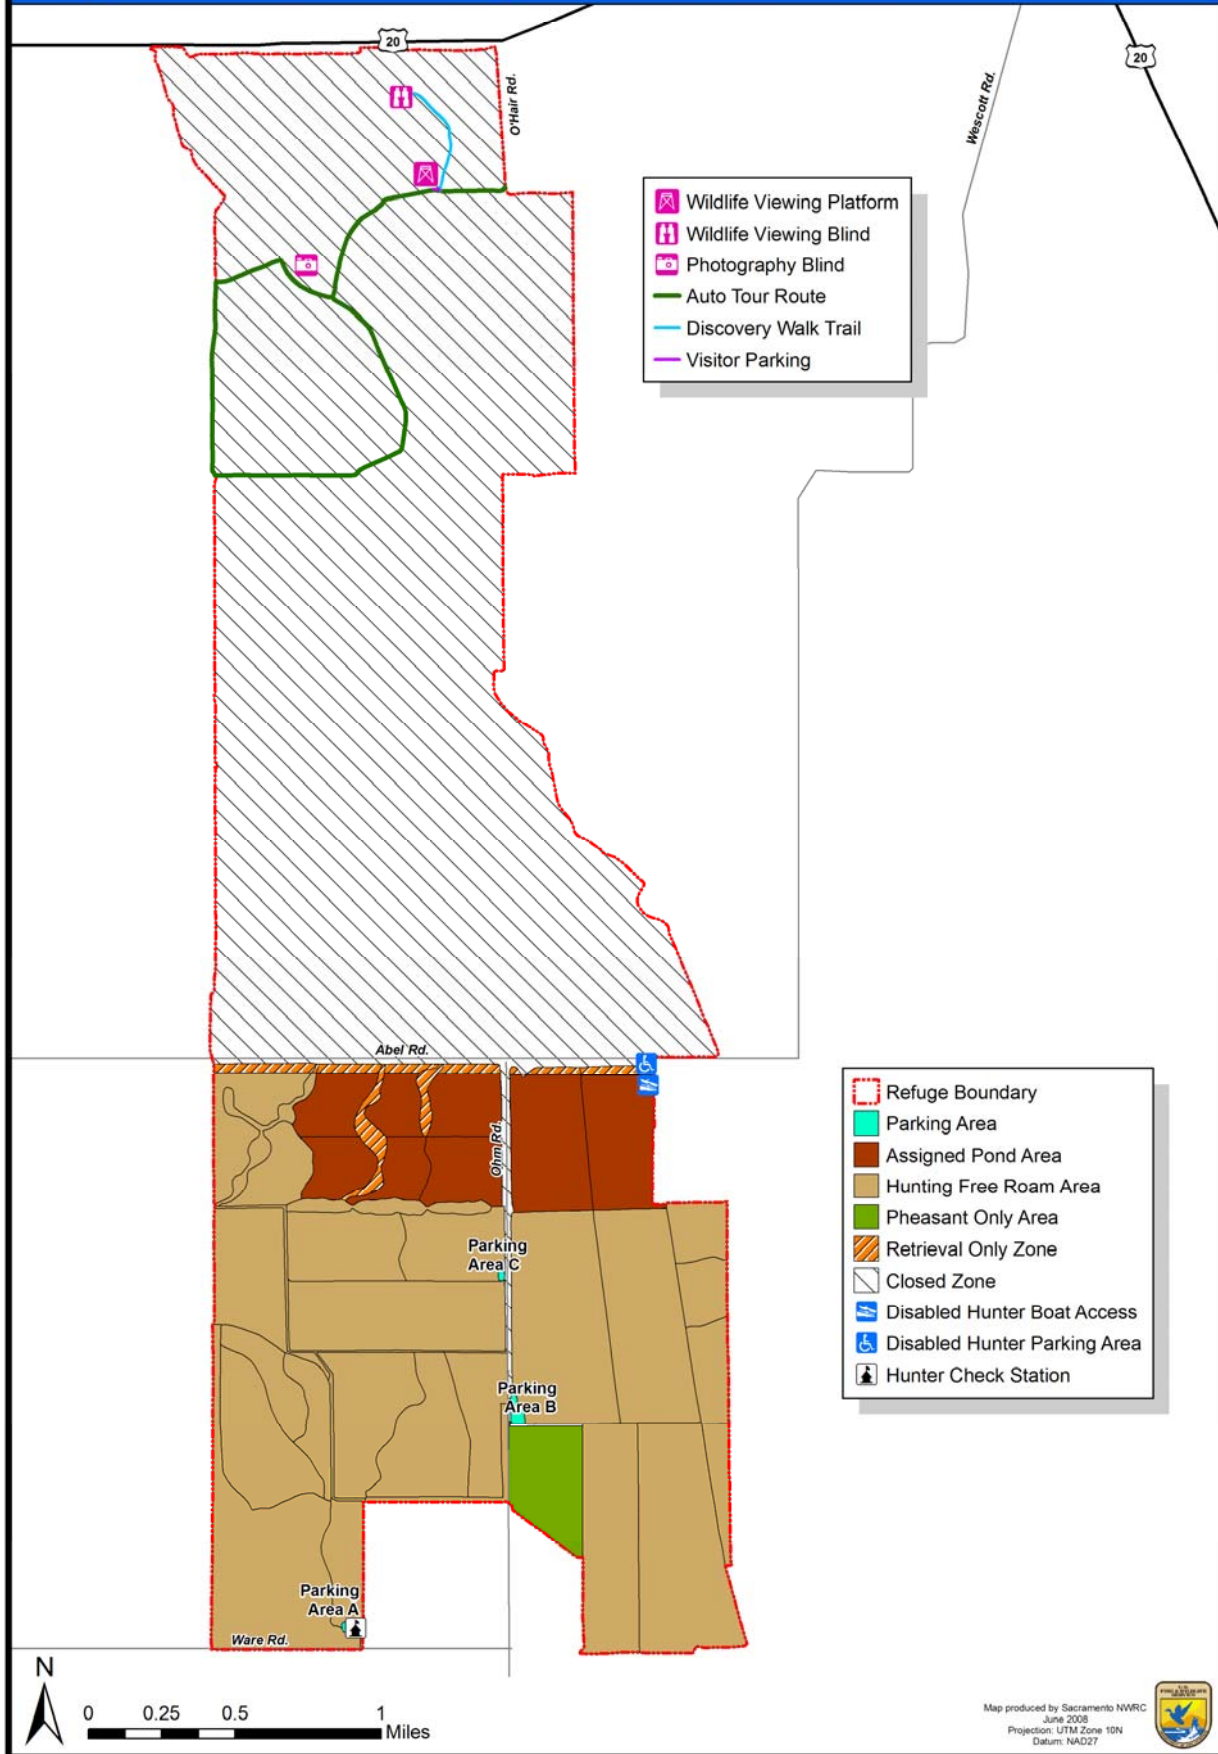 20
20
O'Hair Rd.
Wescott Rd.
Wildlife Viewing Platform
Wildlife Viewing Blind
Photography Blind
Auto Tour Route
Discovery Walk Trail
Visitor Parking
Abel Rd.
Ohm Rd.
Refuge Boundary
Parking Area
Assigned Pond Area
Hunting Free Roam Area
Pheasant Only Area
Retrieval Only Zone
Closed Zone
Disabled Hunter Boat Access
Disabled Hunter Parking Area
Hunter Check Station
Parking
Area C
Parking
Area B
Parking
Area A
Ware Rd.
N
0 0.25 0.5 1
Miles
Map produced by Sacramento NWRC
June 2008
Projection: UTM Zone 10N
Datum: NAD27
U.S.
FISH & WILDLIFE
SERVICE